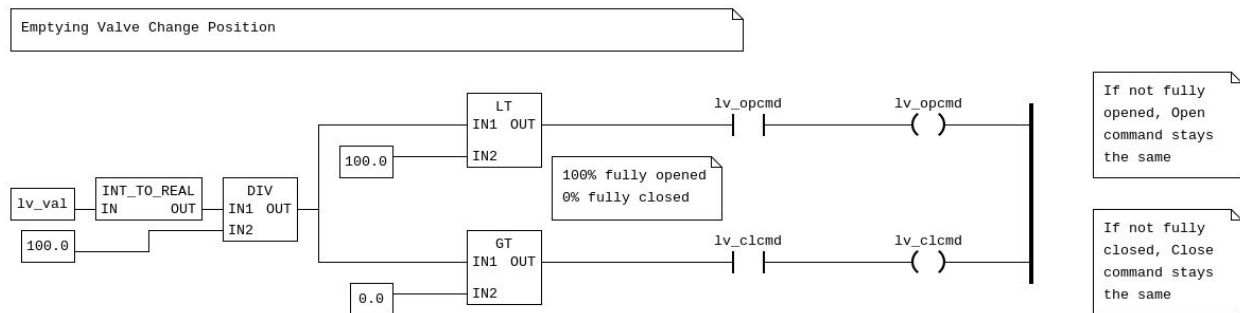 Emptying Valve Change Position
If not fully
opened, Open
command stays
the same
LT
IN1 OUT
IN2
100.0
lv_opcmd
lv_opcmd
100% fully opened
0% fully closed
lv_val
INT_TO_REAL
IN OUT
DIV
IN1 OUT
IN2
100.0
GT
IN1 OUT
IN2
0.0
lv_clcmd
lv_clcmd
If not fully
closed, Close
command stays
the same